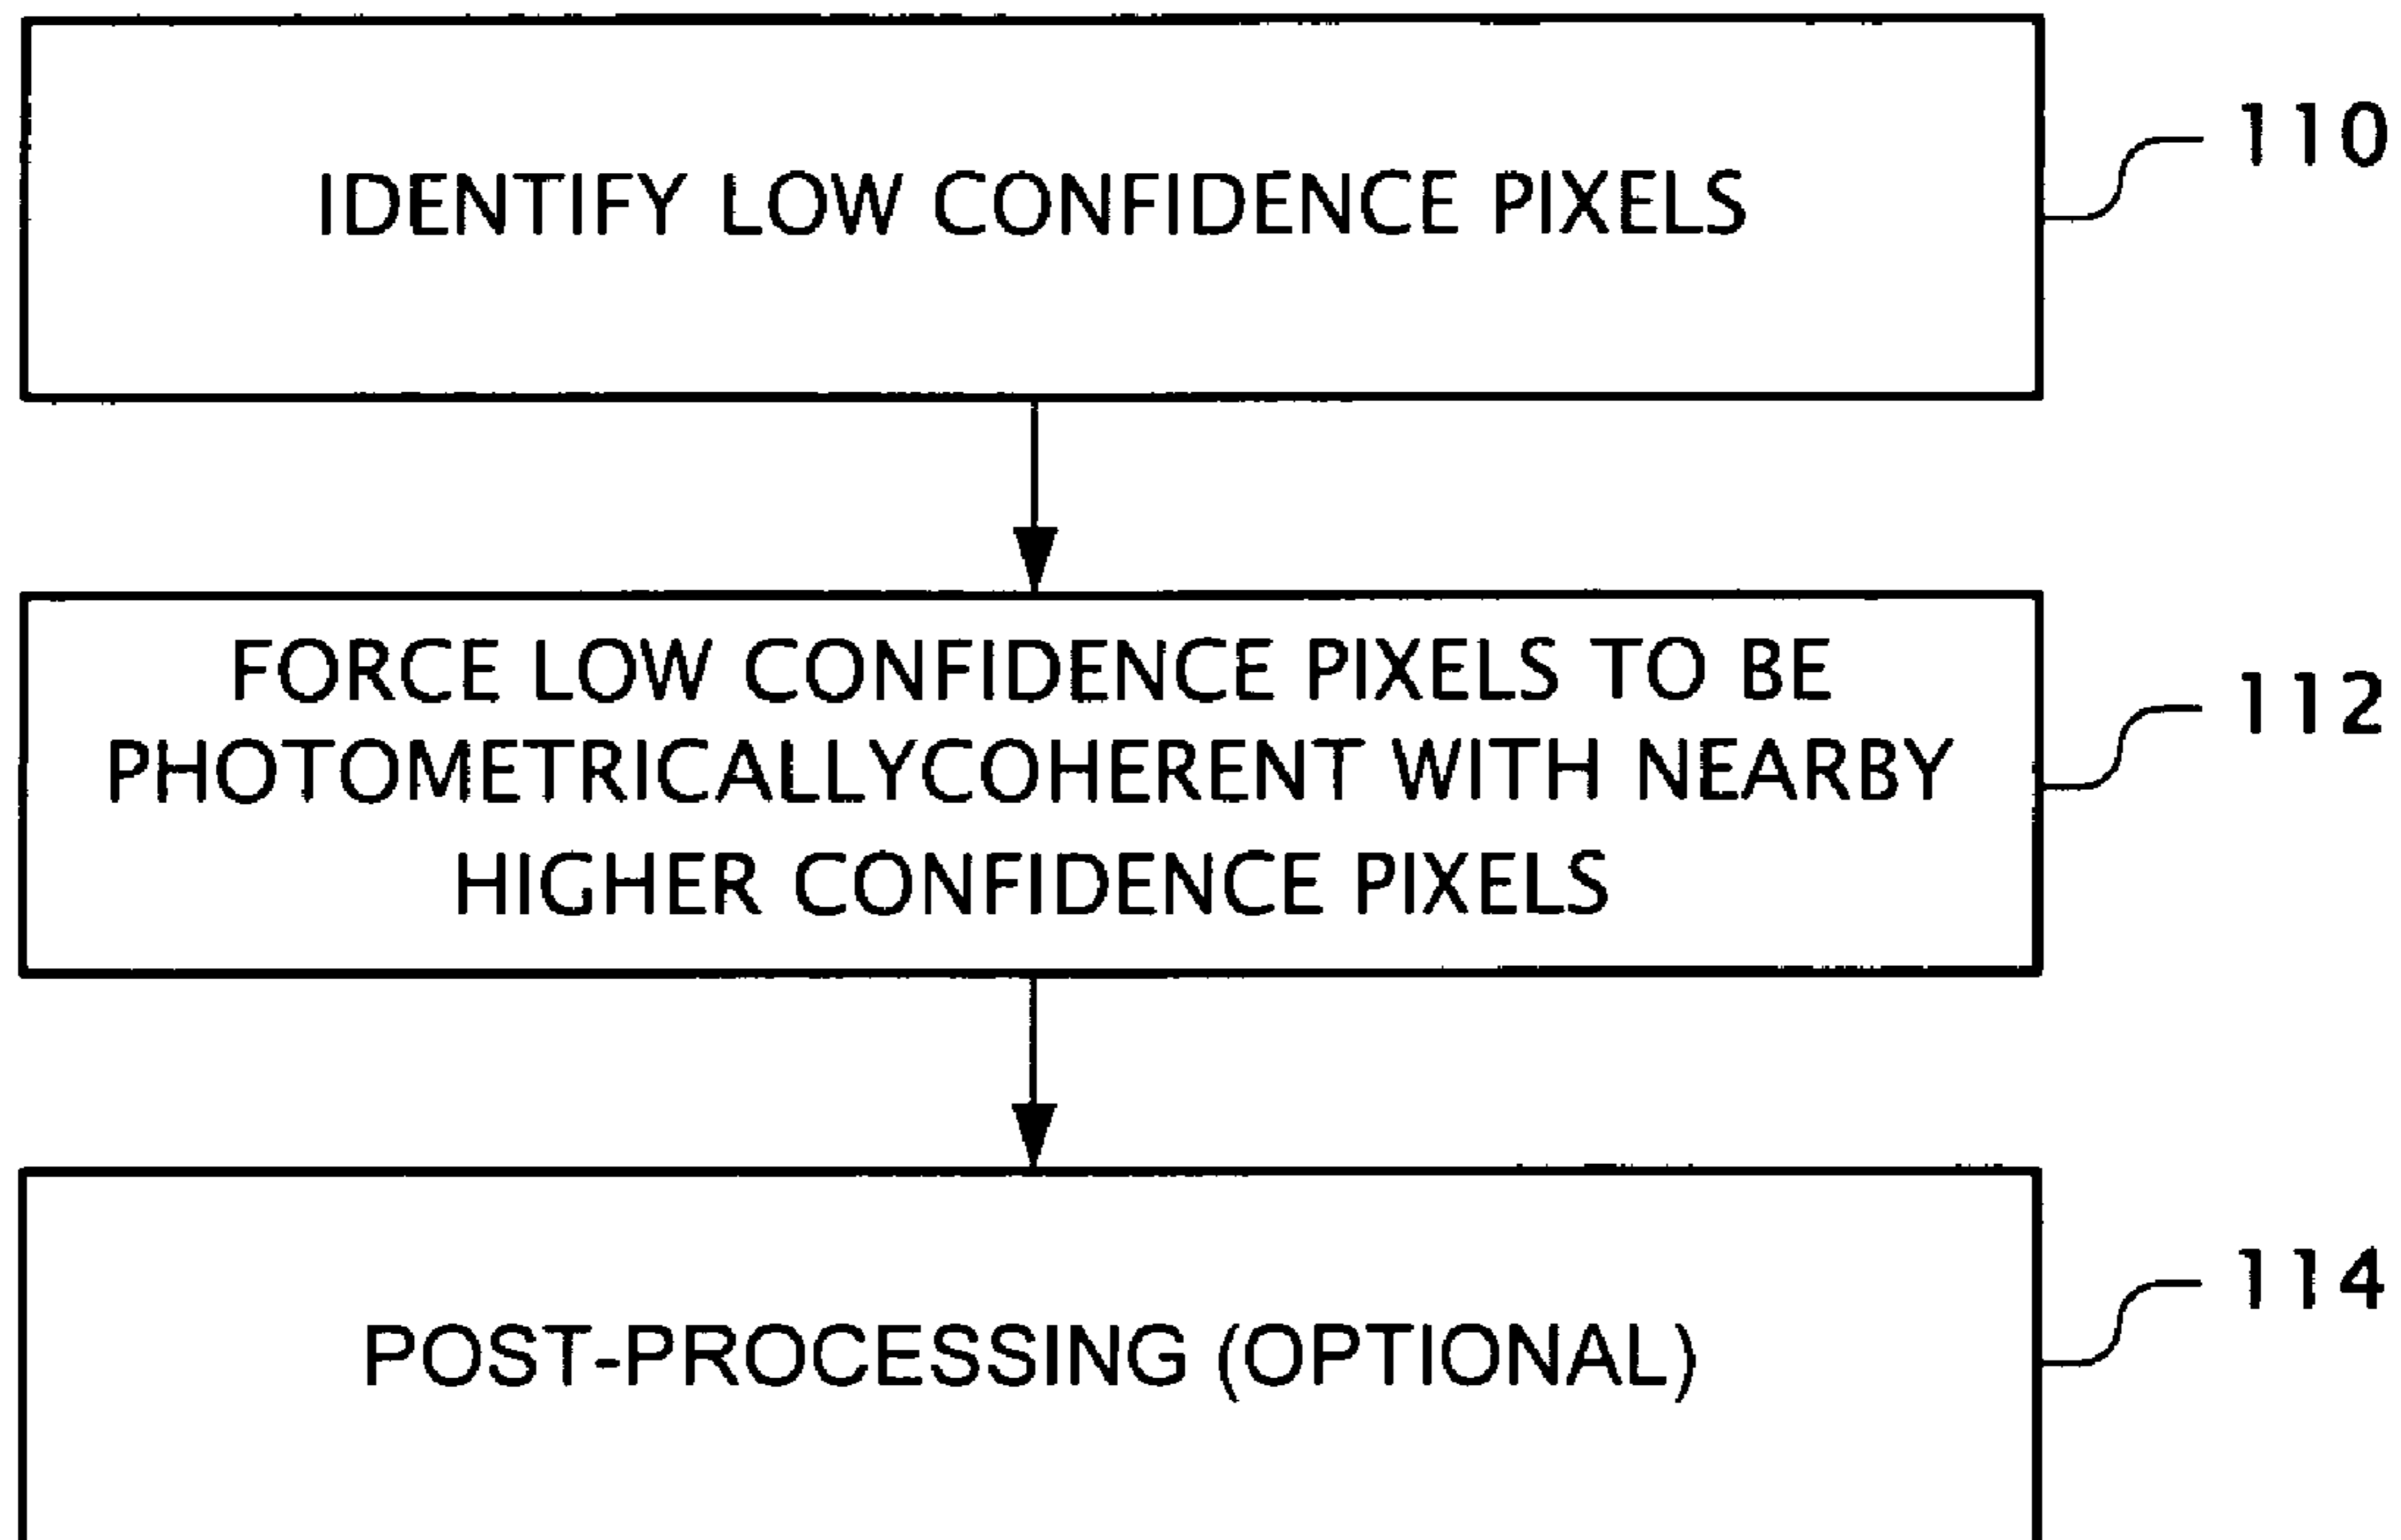 IDENTIFY LOW CONFIDENCE PIXELS
110
FORCE LOW CONFIDENCE PIXELS TO BE
PHOTOMETRICALLYCOHERENT WITH NEARBY
HIGHER CONFIDENCE PIXELS
112
POST-PROCESSING (OPTIONAL)
114